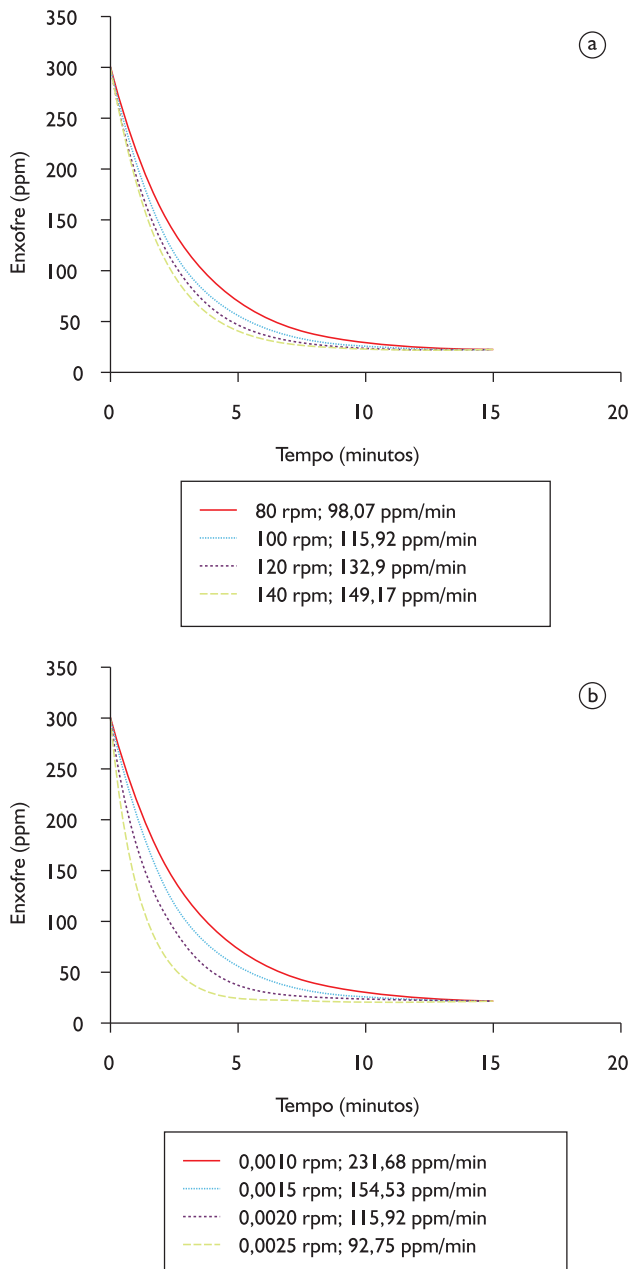 a
350
300
250
200
150
100
50
0
Enxofre (ppm)
0 5 10 15 20
Tempo (minutos)
80 rpm; 98,07 ppm/min
100 rpm; 115,92 ppm/min
120 rpm; 132,9 ppm/min
140 rpm; 149,17 ppm/min
b
350
300
250
200
150
100
50
0
Enxofre (ppm)
0 5 10 15 20
Tempo (minutos)
0,0010 rpm; 231,68 ppm/min
0,0015 rpm; 154,53 ppm/min
0,0020 rpm; 115,92 ppm/min
0,0025 rpm; 92,75 ppm/min